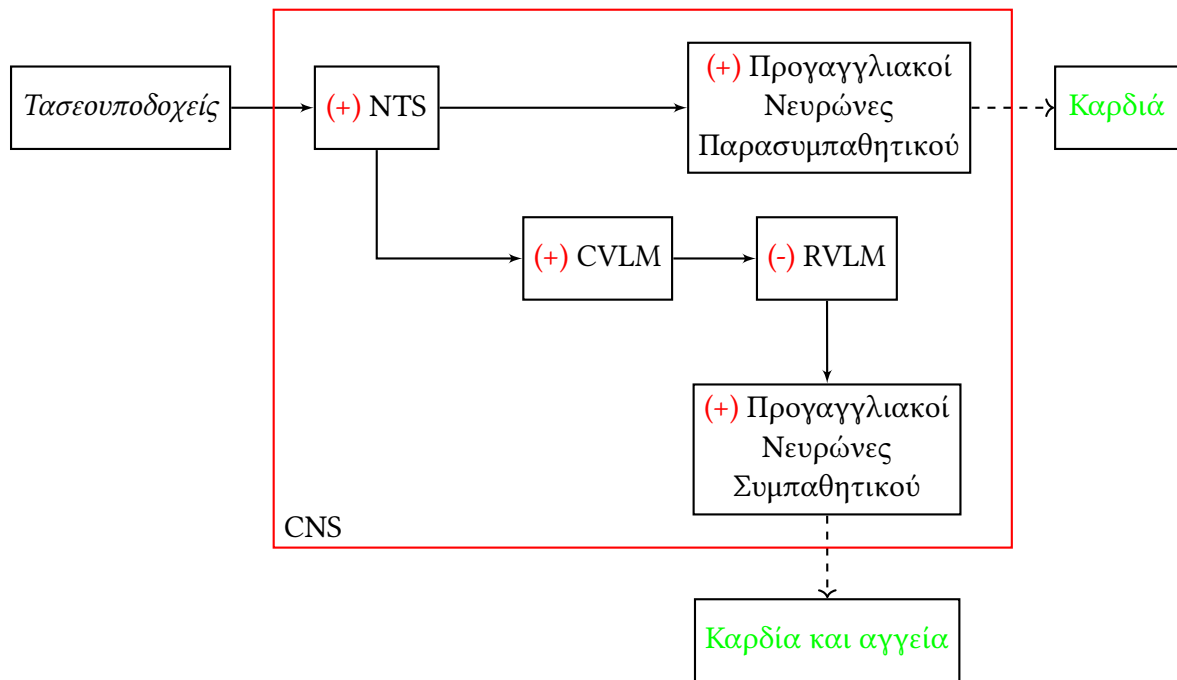 Τασεουποδοχείς
(+) NTS
(+) Προγαγγλιακοί
Νευρώνες
Παρασυμπαθητικού
Καρδιά
(+) CVLM
(-) RVLM
(+) Προγαγγλιακοί
Νευρώνες
Συμπαθητικού
CNS
Καρδία και αγγεία